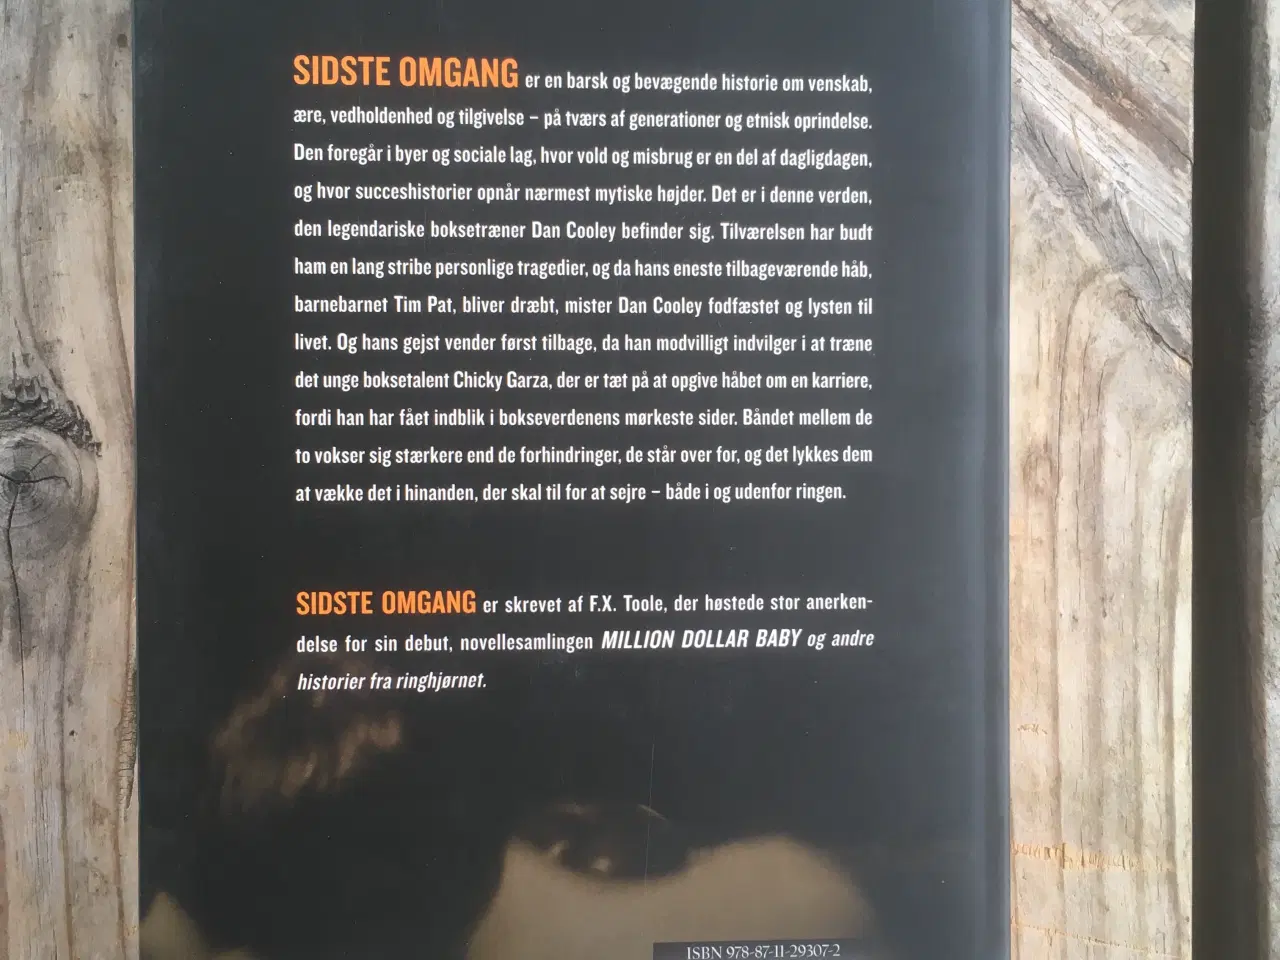 SIDSTE OMGANG er en barsk og bevægende historie om venskab,
ære, vedholdenhed og tilgivelse – på tværs af generationer og etnisk oprindelse.
Den foregår i byer og sociale lag, hvor vold og misbrug er en del af dagligdagen,
og hvor succeshistorier opnår nærmest mytiske højder. Det er i denne verden,
den legendariske boksetræner Dan Cooley befinder sig. Tilværelsen har budt
ham en lang stribe personlige tragedier, og da hans eneste tilbageværende håb,
barnebarnet Tim Pat, bliver dræbt, mister Dan Cooley fodfæstet og lysten til
livet. Og hans gejst vender først tilbage, da han modvilligt indvilger i at træne
det unge boksetalent Chicky Garza, der er tæt på at opgive håbet om en karriere,
fordi han har fået indblik i bokseverdenens mørkeste sider. Båndet mellem de
to vokser sig stærkere end de forhindringer, de står over for, og det lykkes dem
at vække det i hinanden, der skal til for at sejre – både i og udenfor ringen.
SIDSTE OMGANG er skrevet af F.X. Toole, der høstede stor anerken-
delse for sin debut, novellesamlingen MILLION DOLLAR BABY og andre
historier fra ringhjørnet.
ISBN 978-87-11-29307-2